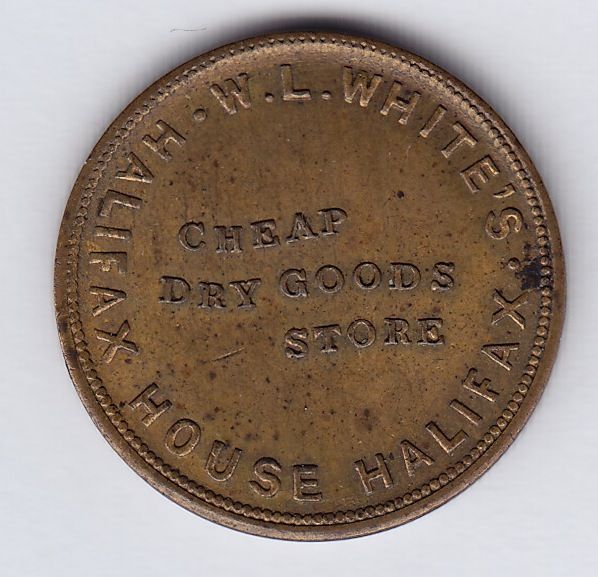 W. L. WHITE'S.
HALIFAX HOUSE HALIFAX.
CHEAP
DRY GOODS
STORE